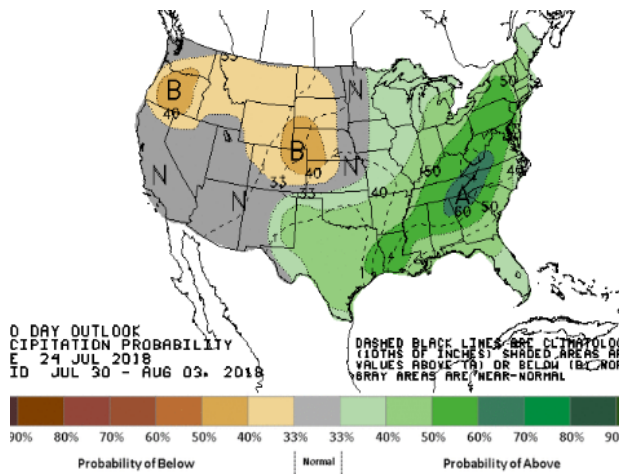 33
B
40
N
N
N
B
40
33
33
N
40
50
50
40
A
60
50
O DAY OUTLOOK
CIPITATION PROBABILITY
E 24 JUL 2018
ID JUL 30 - AUG 03, 2018
DASHED BLACK LINES ARE CLIMATOLOG
(10THS OF INCHES) SHADED AREAS AR
VALUES ABOVE (A) OR BELOW (B) NOR
GRAY AREAS ARE NEAR-NORMAL
90% 80% 70% 60% 50% 40% 33% 33% 40% 50% 60% 70% 80% 90
Probability of Below Normal Probability of Above